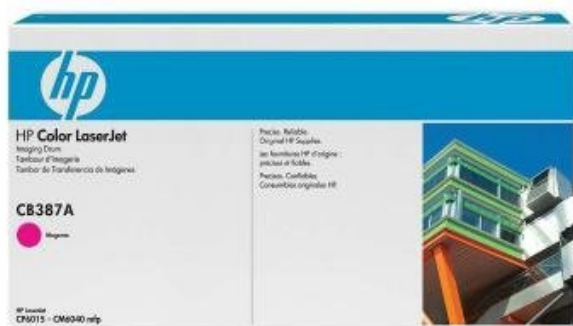 hp
HP Color LaserJet
Imaging Drum
Tambour d'imagerie
Tambor de Transferencia de Imágenes
CB387A
Magenta
HP LaserJet
CP6015 - CM6040 mfp
Precise. Reliable.
Original HP Supplies.
Les fournitures HP d'origine :
précises et fiables.
Precisos. Confiables.
Consumibles originales HP.